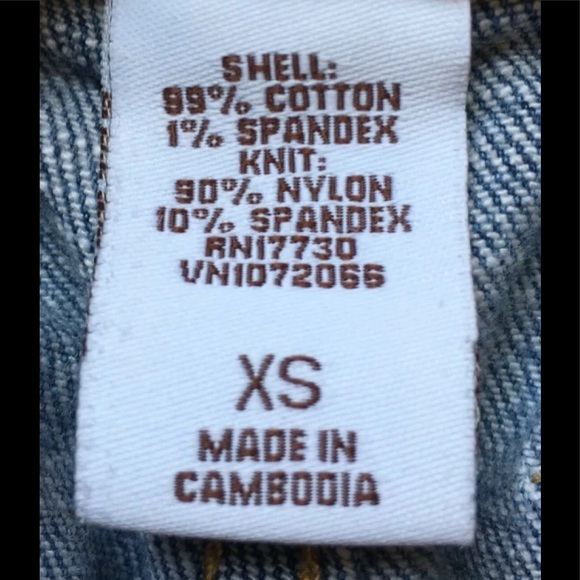 SHELL:
99% COTTON
1% SPANDEX
KNIT:
90% NYLON
10% SPANDEX
RN17730
VN1072066
XS
MADE IN
CAMBODIA